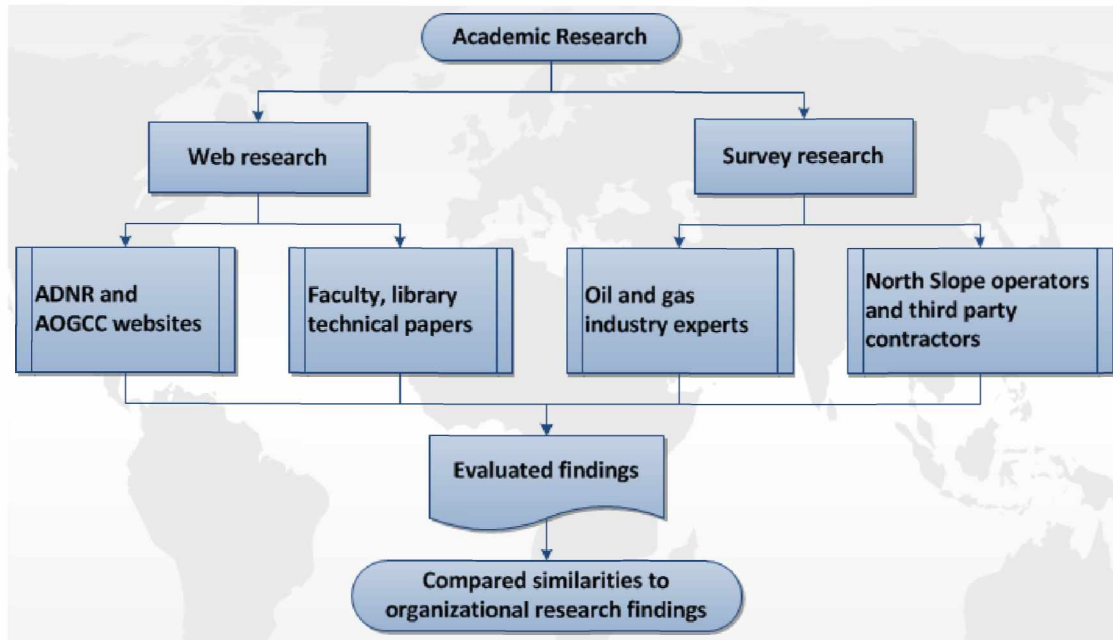 Academic Research
Web research
Survey research
ADNR and
AOGCC websites
Faculty, library
technical papers
Oil and gas
industry experts
North Slope operators
and third party
contractors
Evaluated findings
Compared similarities to
organizational research findings